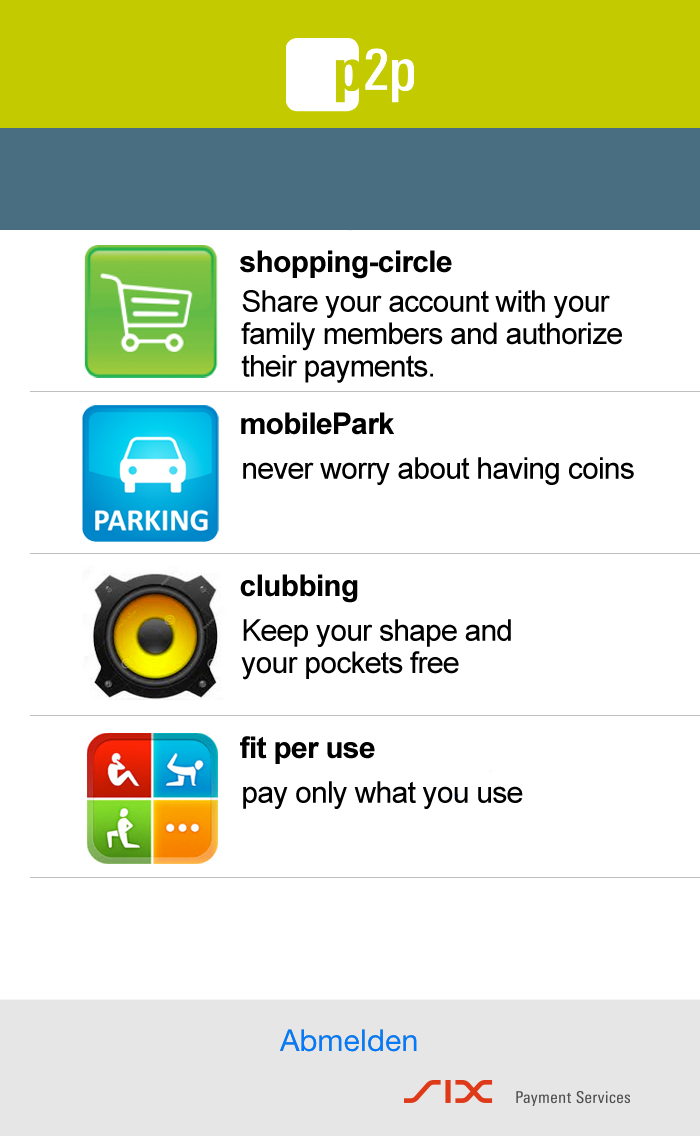 p2p
shopping-circle
Share your account with your
family members and authorize
their payments.
mobilePark
never worry about having coins
PARKING
clubbing
Keep your shape and
your pockets free
fit per use
pay only what you use
Abmelden
SIX Payment Services